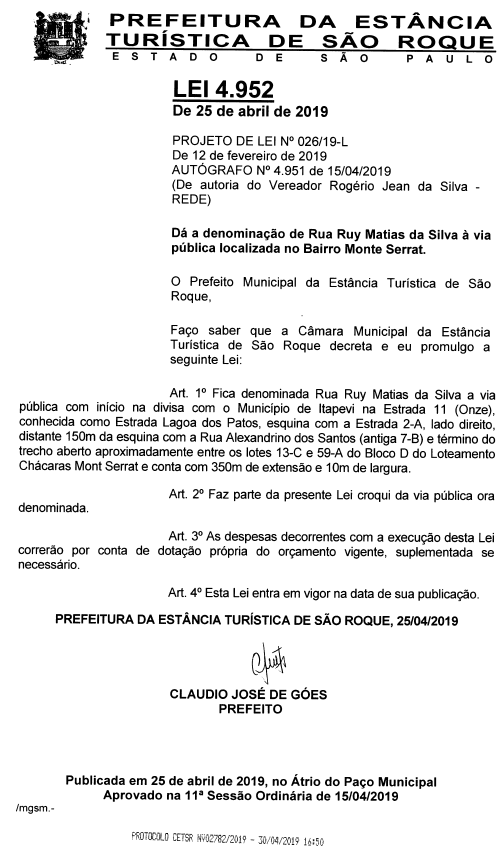 PREFEITURA DA ESTÂNCIA
TURÍSTICA DE SÃO ROQUE
ESTADO DE SÃO PAULO
LEI 4.952
De 25 de abril de 2019
PROJETO DE LEI Nº 026/19-L
De 12 de fevereiro de 2019
AUTÓGRAFO Nº 4.951 de 15/04/2019
(De autoria do Vereador Rogério Jean da Silva -
REDE)
Dá a denominação de Rua Ruy Matias da Silva à via
pública localizada no Bairro Monte Serrat.
O Prefeito Municipal da Estância Turística de São
Roque,
Faço saber que a Câmara Municipal da Estância
Turística de São Roque decreta e eu promulgo a
seguinte Lei:
Art. 1º Fica denominada Rua Ruy Matias da Silva a via
pública com início na divisa com o Município de Itapevi na Estrada 11 (Onze),
conhecida como Estrada Lagoa dos Patos, esquina com a Estrada 2-A, lado direito,
distante 150m da esquina com a Rua Alexandrino dos Santos (antiga 7-B) e término do
trecho aberto aproximadamente entre os lotes 13-C e 59-A do Bloco D do Loteamento
Chácaras Mont Serrat e conta com 350m de extensão e 10m de largura.
Art. 2º Faz parte da presente Lei croqui da via pública ora
denominada.
Art. 3º As despesas decorrentes com a execução desta Lei
correrão por conta de dotação própria do orçamento vigente, suplementada se
necessário.
Art. 4º Esta Lei entra em vigor na data de sua publicação.
PREFEITURA DA ESTÂNCIA TURÍSTICA DE SÃO ROQUE, 25/04/2019
CLAUDIO JOSÉ DE GÓES
PREFEITO
Publicada em 25 de abril de 2019, no Átrio do Paço Municipal
Aprovado na 11ª Sessão Ordinária de 15/04/2019
/mgsm.-
PROTOCOLO CETSR Nº02782/2019 - 30/04/2019 16:50